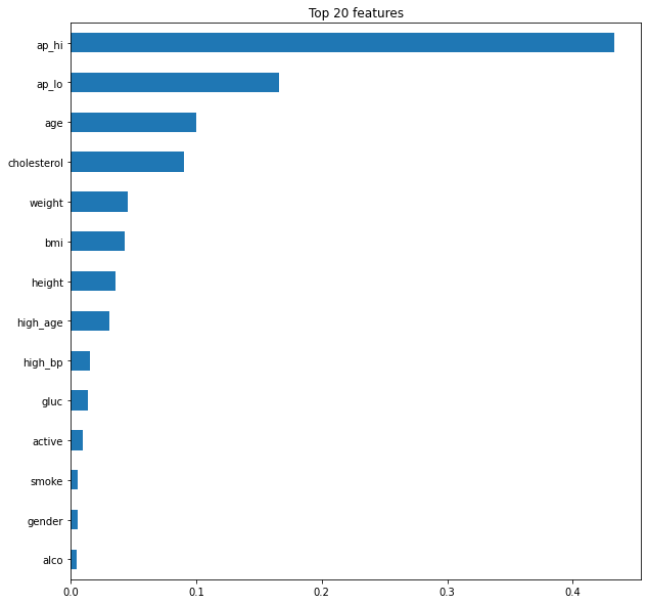 Top 20 features
ap_hi
ap_lo
age
cholesterol
weight
bmi
height
high_age
high_bp
gluc
active
smoke
gender
alco
0.0 0.1 0.2 0.3 0.4